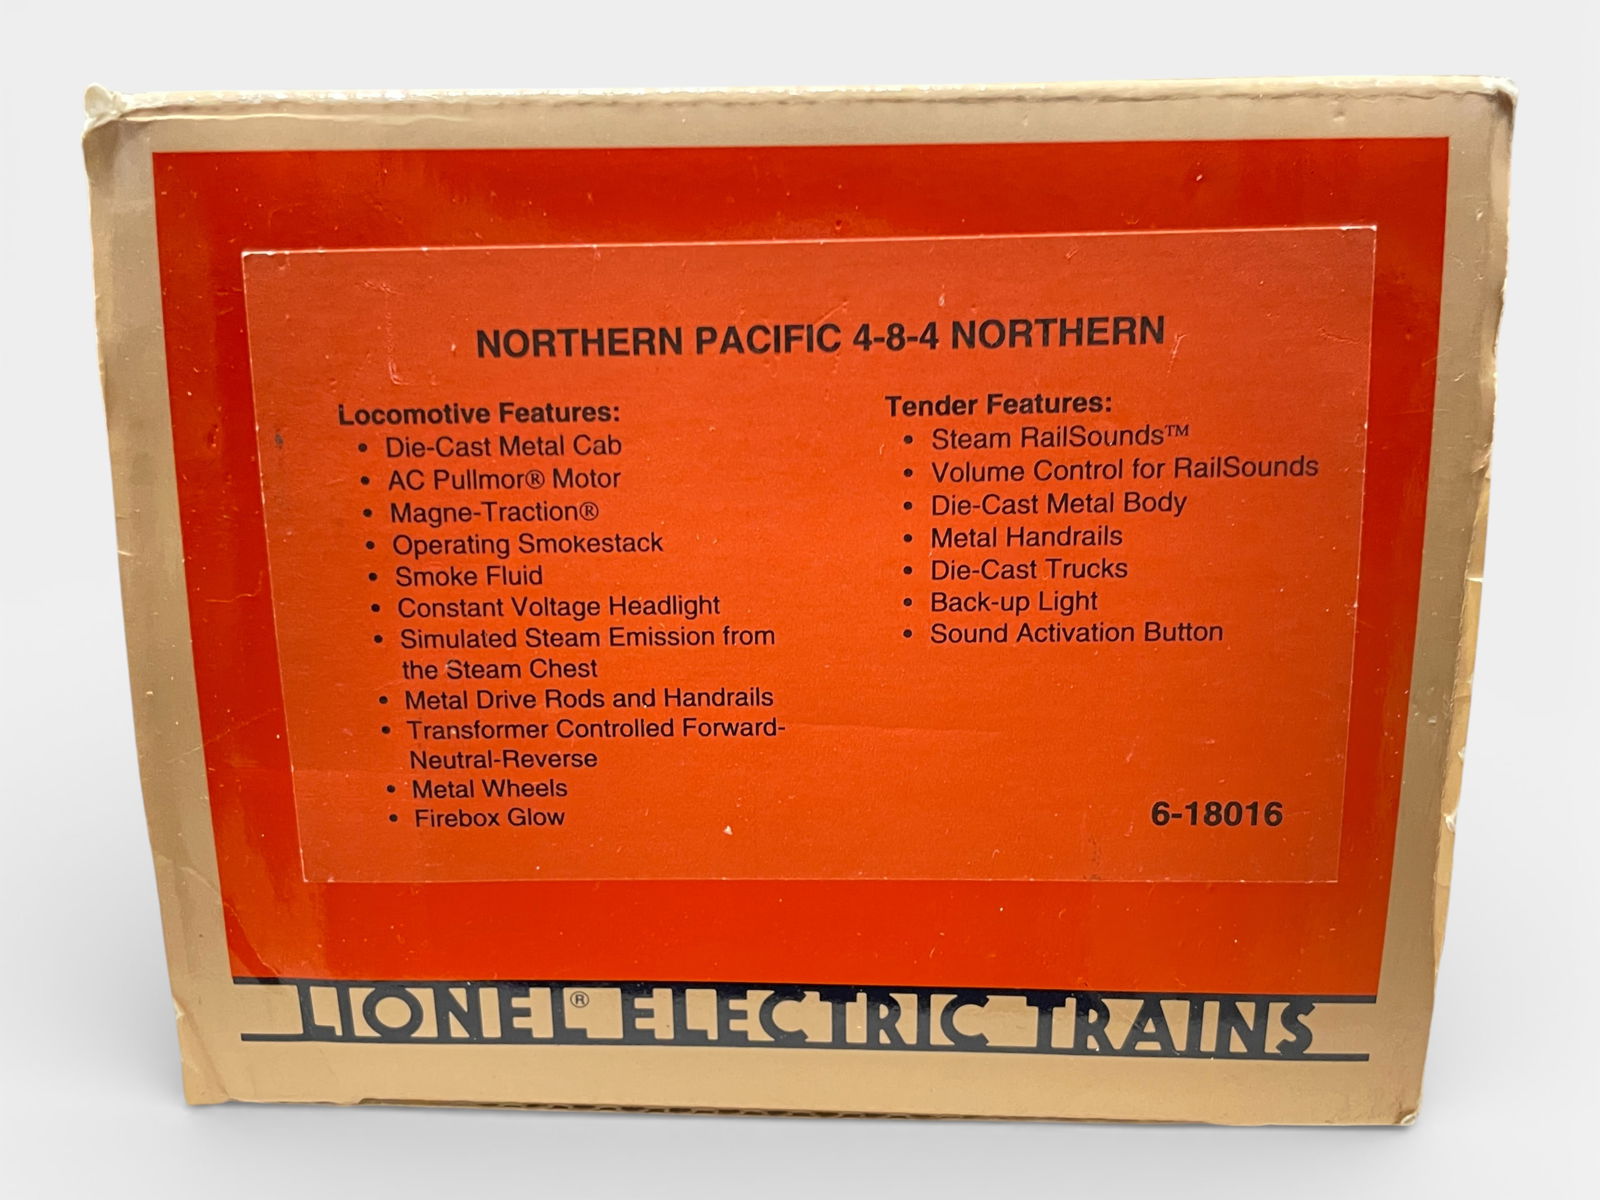 NORTHERN PACIFIC 4-8-4 NORTHERN
Locomotive Features:
• Die-Cast Metal Cab
• AC Pullmor® Motor
• Magne-Traction®
• Operating Smokestack
• Smoke Fluid
• Constant Voltage Headlight
• Simulated Steam Emission from
the Steam Chest
• Metal Drive Rods and Handrails
• Transformer Controlled Forward-
Neutral-Reverse
• Metal Wheels
• Firebox Glow
Tender Features:
• Steam RailSounds™
• Volume Control for RailSounds
• Die-Cast Metal Body
• Metal Handrails
• Die-Cast Trucks
• Back-up Light
• Sound Activation Button
6-18016
LIONEL® ELECTRIC TRAINS